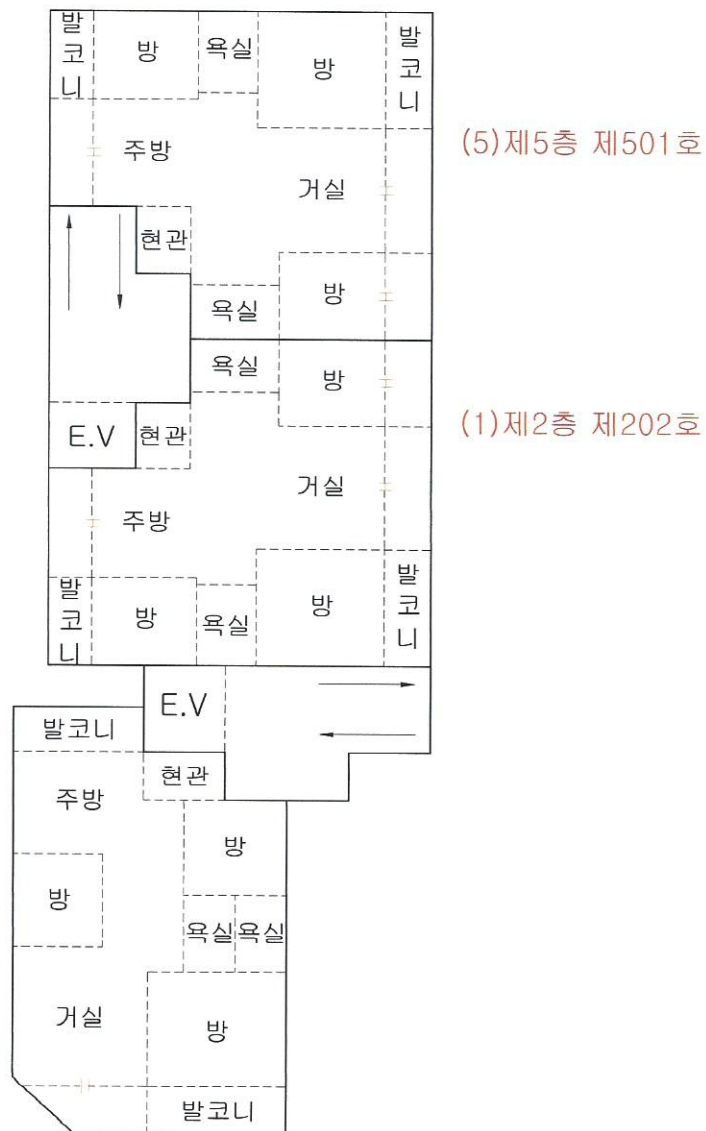 발코니
방
욕실
방
발코니
(5)제5층 제501호
주방
거실
현관
욕실
방
욕실
방
E.V
현관
(1)제2층 제202호
거실
주방
발코니
방
욕실
방
발코니
E.V
발코니
현관
주방
방
방
욕실
욕실
거실
방
발코니